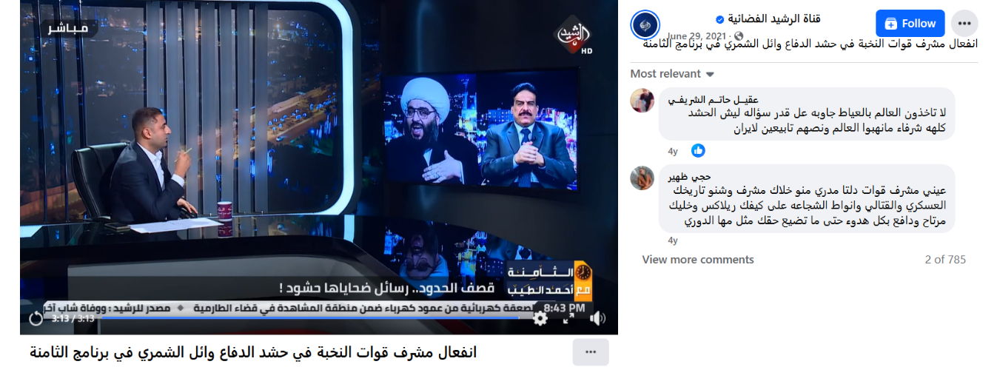 مباشر
الرشيد
HD
الثامنة
مع أحمد الطيب
قصف الحدود.. رسائل ضحاياها حشود !
صعقة كهربائية من عمود كهرباء ضمن منطقة المشاهدة في قضاء الطارمية ◆ مصدر للرشيد : ووفاة شاب آخر
8:43 PM
3:13 / 3:13
انفعال مشرف قوات النخبة في حشد الدفاع وائل الشمري في برنامج الثامنة
قناة الرشيد الفضائية
June 29, 2021
Follow
انفعال مشرف قوات النخبة في حشد الدفاع وائل الشمري في برنامج الثامنة
Most relevant
عقيـل حاتـم الشريفـي
لا تاخذون العالم بالعياط جاوبه عل قدر سؤاله ليش الحشد
كلهه شرفاء مانهبوا العالم ونصهم تابيعين لايران
4y
حجي ظهير
عيني مشرف قوات دلتا مدري منو خلاك مشرف وشنو تاريخك
العسكري والقتالي وانواط الشجاعه على كيفك ريلاكس وخليك
مرتاح ودافع بكل هدوء حتى ما تضيع حقك مثل مها الدوري
4y
View more comments
2 of 785